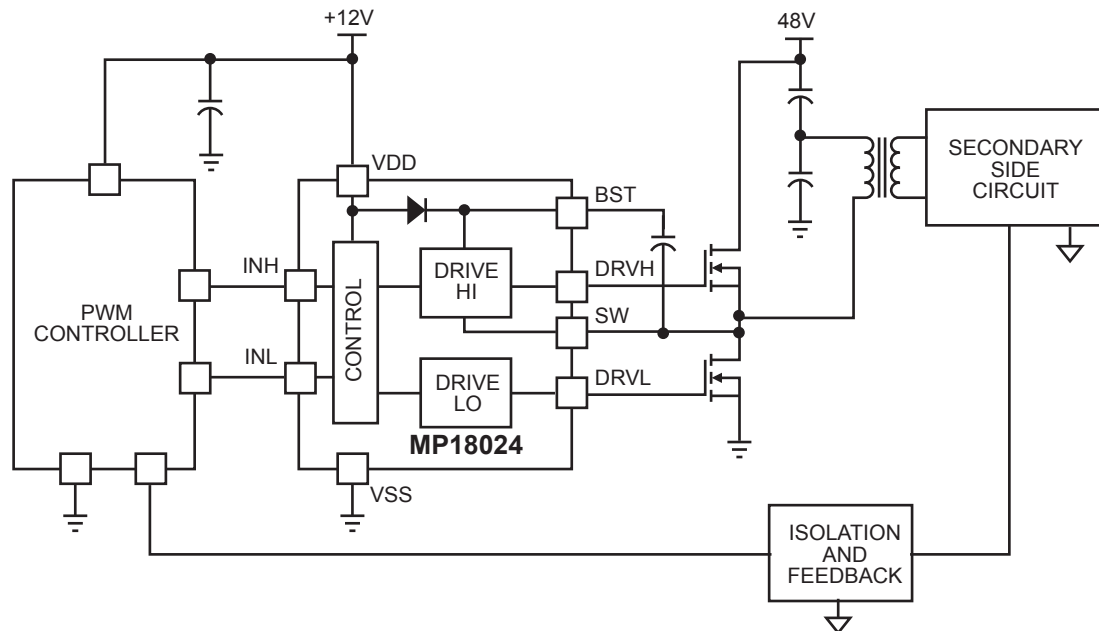 +12V
48V
VDD
BST
SECONDARY
SIDE
CIRCUIT
INH
DRIVE
HI
DRVH
PWM
CONTROLLER
CONTROL
SW
INL
DRIVE
LO
DRVL
MP18024
VSS
ISOLATION
AND
FEEDBACK